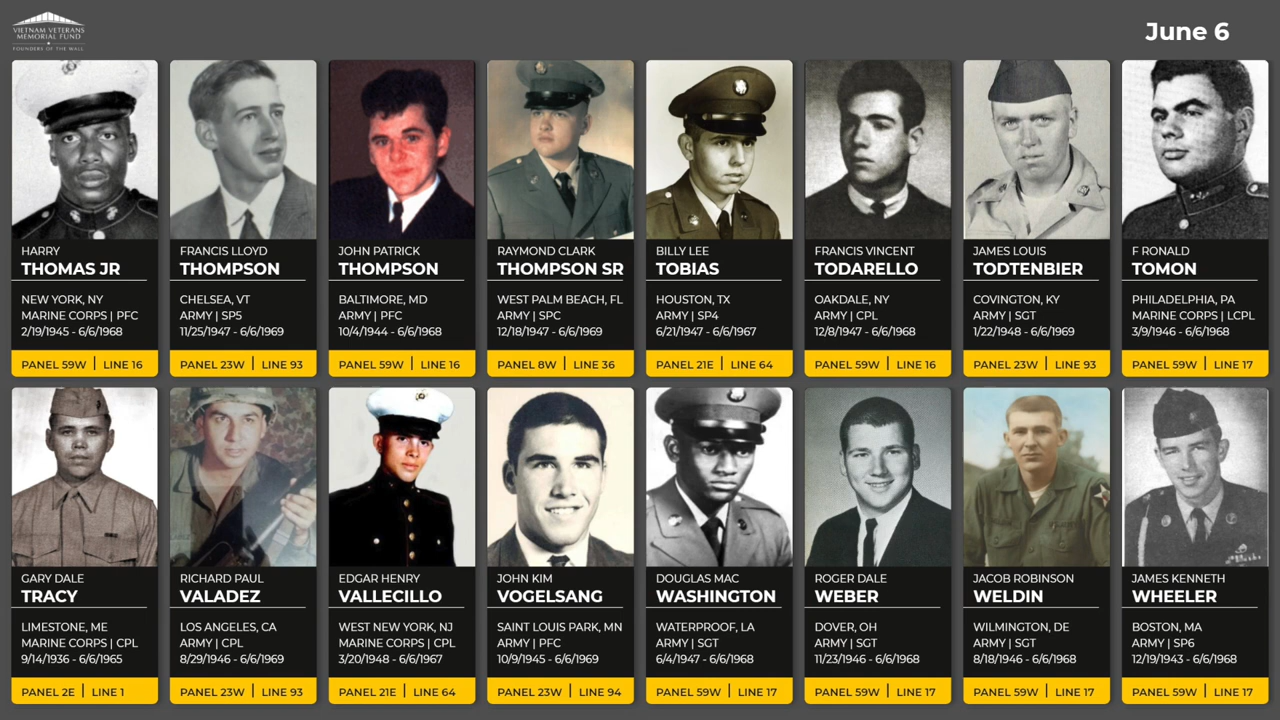 VIETNAM VETERANS
MEMORIAL FUND
FOUNDERS OF THE WALL
June 6
HARRY
THOMAS JR
NEW YORK, NY
MARINE CORPS | PFC
2/19/1945 - 6/6/1968
PANEL 59W | LINE 16
FRANCIS LLOYD
THOMPSON
CHELSEA, VT
ARMY | SP5
11/25/1947 - 6/6/1969
PANEL 23W | LINE 93
JOHN PATRICK
THOMPSON
BALTIMORE, MD
ARMY | PFC
10/4/1944 - 6/6/1968
PANEL 59W | LINE 16
RAYMOND CLARK
THOMPSON SR
WEST PALM BEACH, FL
ARMY | SPC
12/18/1947 - 6/6/1969
PANEL 8W | LINE 36
BILLY LEE
TOBIAS
HOUSTON, TX
ARMY | SP4
6/21/1947 - 6/6/1967
PANEL 21E | LINE 64
FRANCIS VINCENT
TODARELLO
OAKDALE, NY
ARMY | CPL
12/8/1947 - 6/6/1968
PANEL 59W | LINE 16
JAMES LOUIS
TODTENBIER
COVINGTON, KY
ARMY | SGT
1/22/1948 - 6/6/1969
PANEL 23W | LINE 93
F RONALD
TOMON
PHILADELPHIA, PA
MARINE CORPS | LCPL
3/9/1946 - 6/6/1968
PANEL 59W | LINE 17
GARY DALE
TRACY
LIMESTONE, ME
MARINE CORPS | CPL
9/14/1936 - 6/6/1965
PANEL 2E | LINE 1
RICHARD PAUL
VALADEZ
LOS ANGELES, CA
ARMY | CPL
8/29/1946 - 6/6/1969
PANEL 23W | LINE 93
EDGAR HENRY
VALLECILLO
WEST NEW YORK, NJ
MARINE CORPS | CPL
3/20/1948 - 6/6/1967
PANEL 21E | LINE 64
JOHN KIM
VOGELSANG
SAINT LOUIS PARK, MN
ARMY | PFC
10/9/1945 - 6/6/1969
PANEL 23W | LINE 94
DOUGLAS MAC
WASHINGTON
WATERPROOF, LA
ARMY | SGT
6/4/1947 - 6/6/1968
PANEL 59W | LINE 17
ROGER DALE
WEBER
DOVER, OH
ARMY | SGT
11/23/1946 - 6/6/1968
PANEL 59W | LINE 17
JACOB ROBINSON
WELDIN
WILMINGTON, DE
ARMY | SGT
8/18/1946 - 6/6/1968
PANEL 59W | LINE 17
JAMES KENNETH
WHEELER
BOSTON, MA
ARMY | SP6
12/19/1943 - 6/6/1968
PANEL 59W | LINE 17